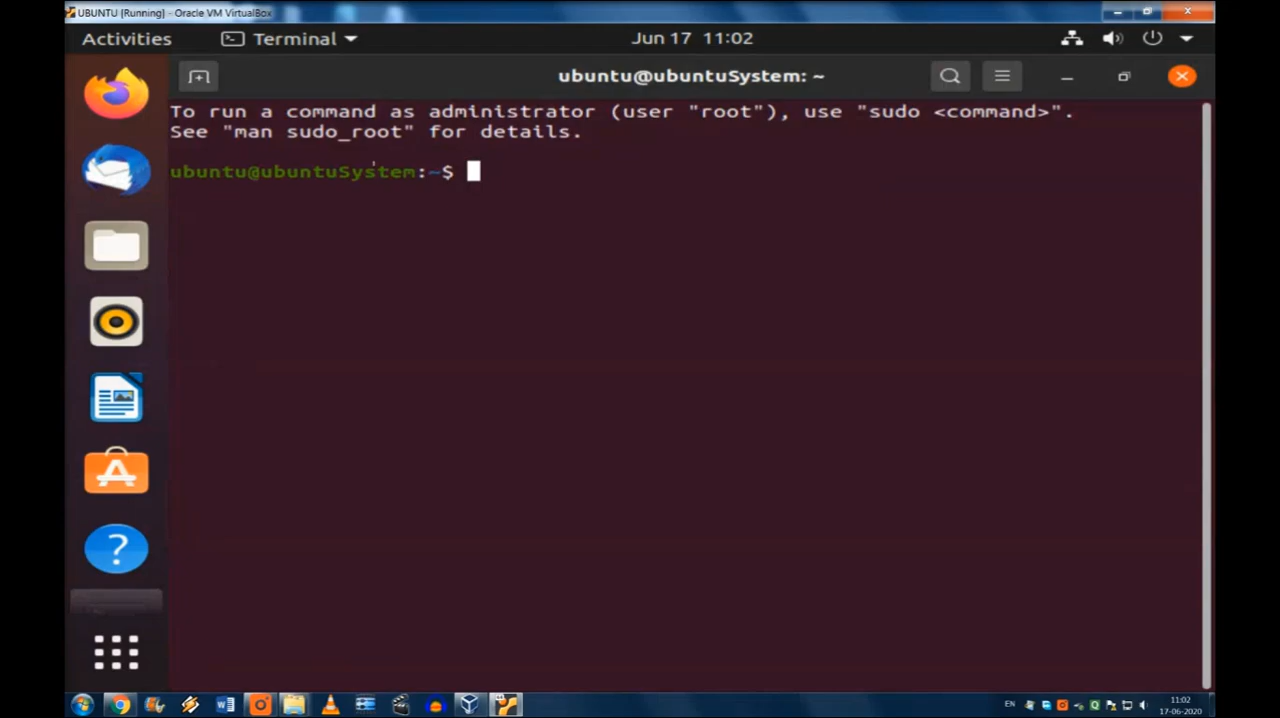 UBUNTU [Running] - Oracle VM VirtualBox
Activities Terminal Jun 17 11:02
ubuntu@ubuntuSystem: ~
To run a command as administrator (user "root"), use "sudo <command>".
See "man sudo_root" for details.
ubuntu@ubuntuSystem:~$
EN 11:02
17-06-2020